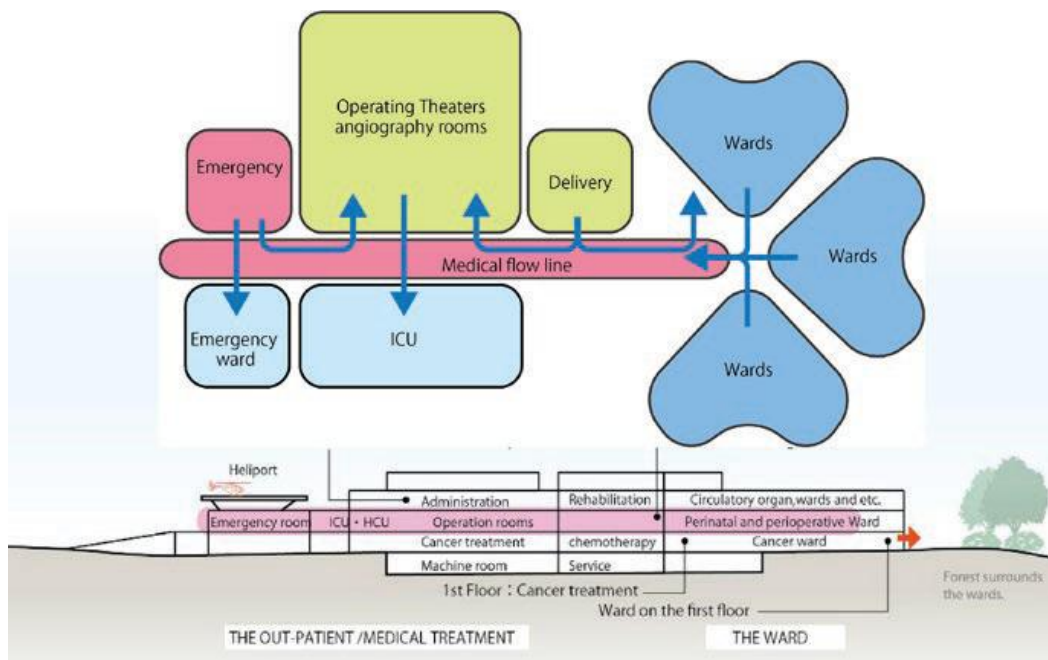 Operating Theaters
angiography rooms
Emergency
Delivery
Wards
Wards
Medical flow line
Emergency
ward
ICU
Wards
Heliport
Administration
Rehabilitation
Circulatory organ,wards and etc.
Emergency room
ICU・HCU
Operation rooms
Perinatal and perioperative Ward
Cancer treatment
chemotherapy
Cancer ward
Machine room
Service
1st Floor：Cancer treatment
Ward on the first floor
Forest surrounds
the wards.
THE OUT-PATIENT /MEDICAL TREATMENT
THE WARD